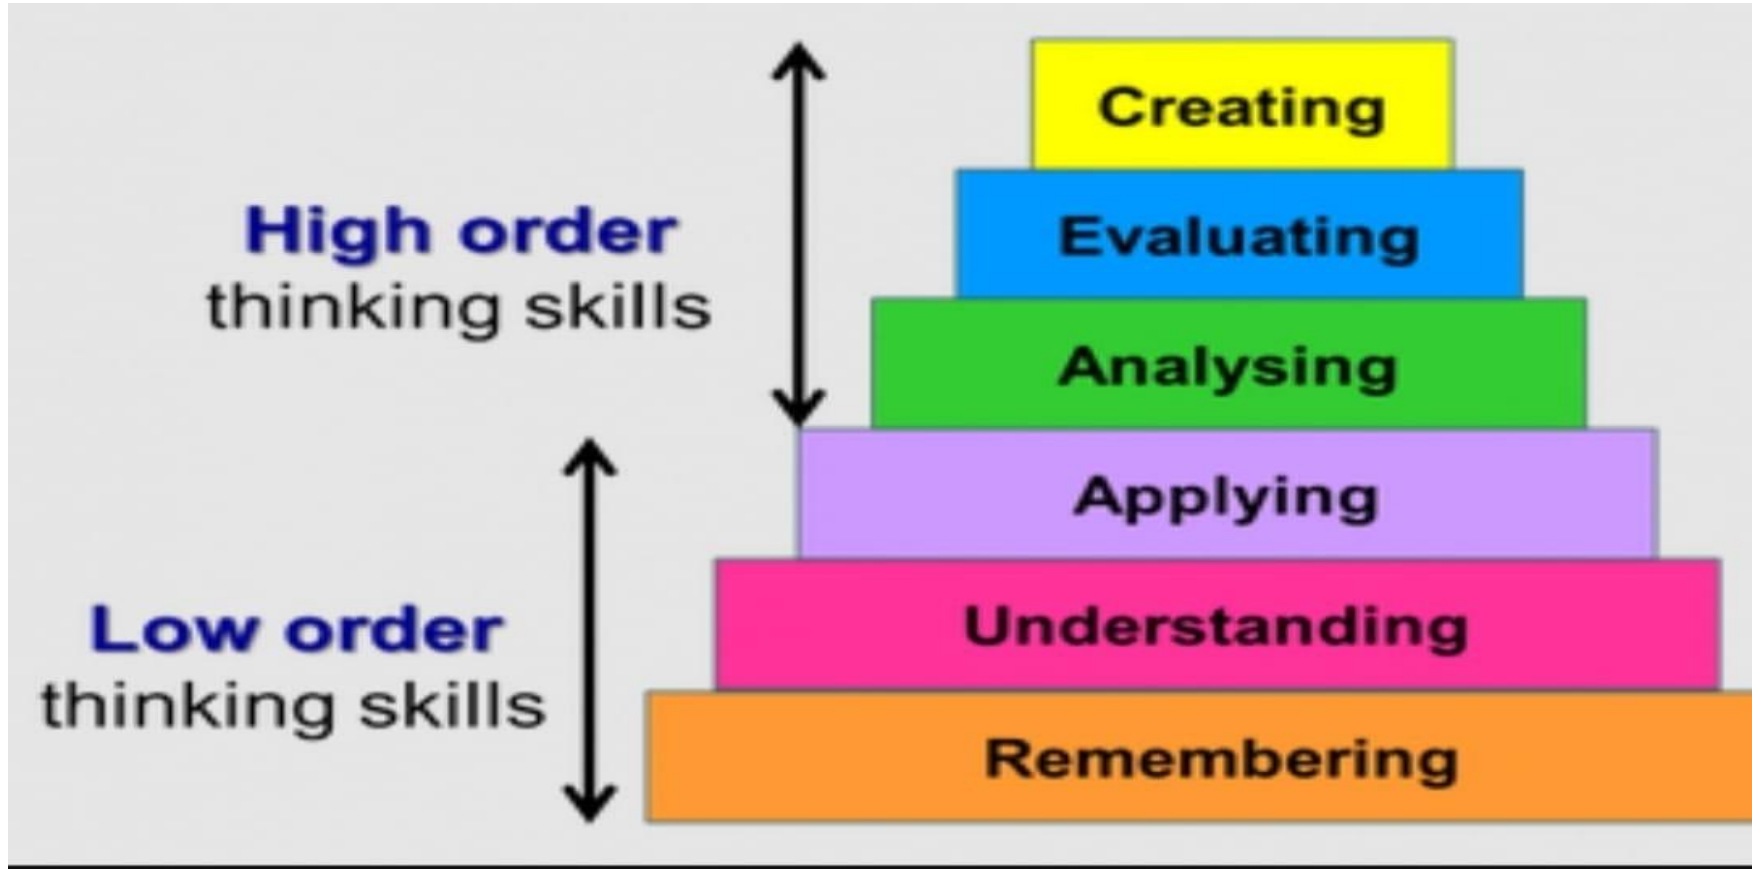 Creating
Evaluating
High order
thinking skills
Analysing
Applying
Understanding
Low order
thinking skills
Remembering